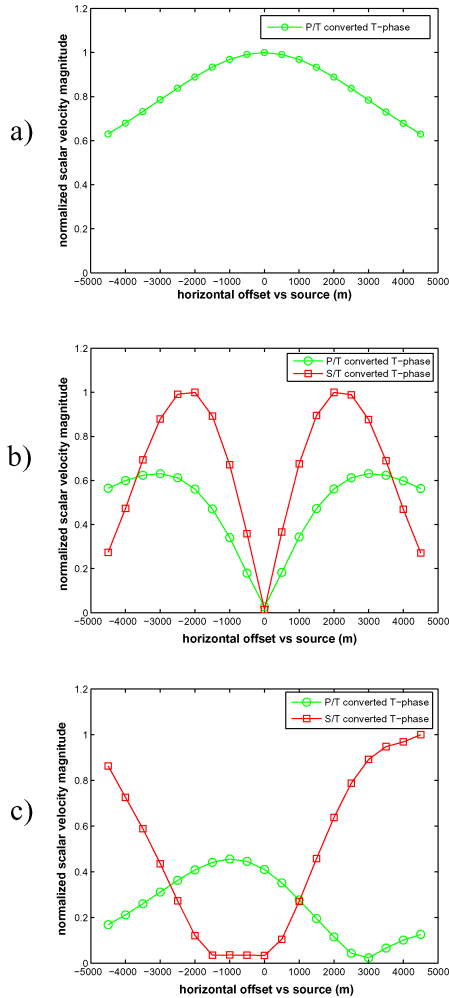 a)
normalized scalar velocity magnitude
1.2
1
0.8
0.6
0.4
0.2
0
P/T converted T−phase
−5000 −4000 −3000 −2000 −1000 0 1000 2000 3000 4000 5000
horizontal offset vs source (m)
b)
normalized scalar velocity magnitude
1.2
1
0.8
0.6
0.4
0.2
0
P/T converted T−phase
S/T converted T−phase
−5000 −4000 −3000 −2000 −1000 0 1000 2000 3000 4000 5000
horizontal offset vs source (m)
c)
normalized scalar velocity magnitude
1.2
1
0.8
0.6
0.4
0.2
0
P/T converted T−phase
S/T converted T−phase
−5000 −4000 −3000 −2000 −1000 0 1000 2000 3000 4000 5000
horizontal offset vs source (m)